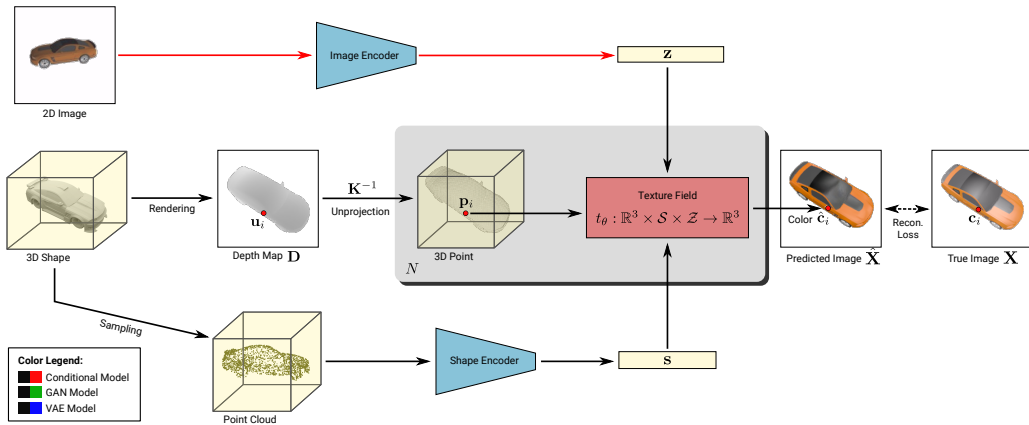 Image Encoder
z
2D Image
3D Shape
Rendering
u_i
Depth Map D
K^{-1}
Unprojection
p_i
3D Point
N
Texture Field
t_θ : ℝ^3 × 𝒮 × 𝒵 → ℝ^3
Color ĉ_i
Predicted Image X̂
Recon.
Loss
c_i
True Image X
Sampling
Point Cloud
Shape Encoder
s
Color Legend:
Conditional Model
GAN Model
VAE Model